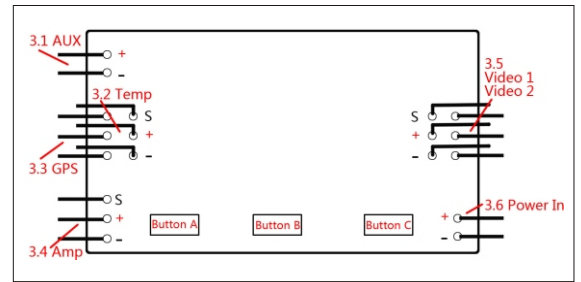 3.1 AUX
+
-
3.2 Temp
S
+
-
3.3 GPS
S
+
-
3.4 Amp
3.5
Video 1
Video 2
S
+
-
3.6 Power In
+
-
Button A
Button B
Button C